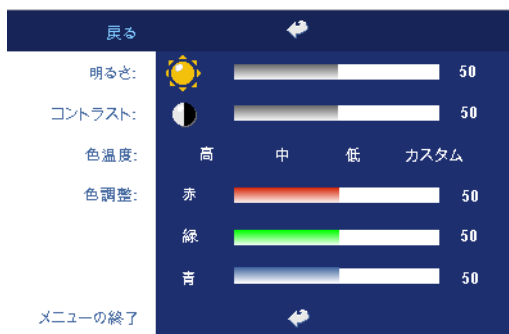 戻る
明るさ: 50
コントラスト: 50
色温度: 高 中 低 カスタム
色調整: 赤 50
緑 50
青 50
メニューの終了